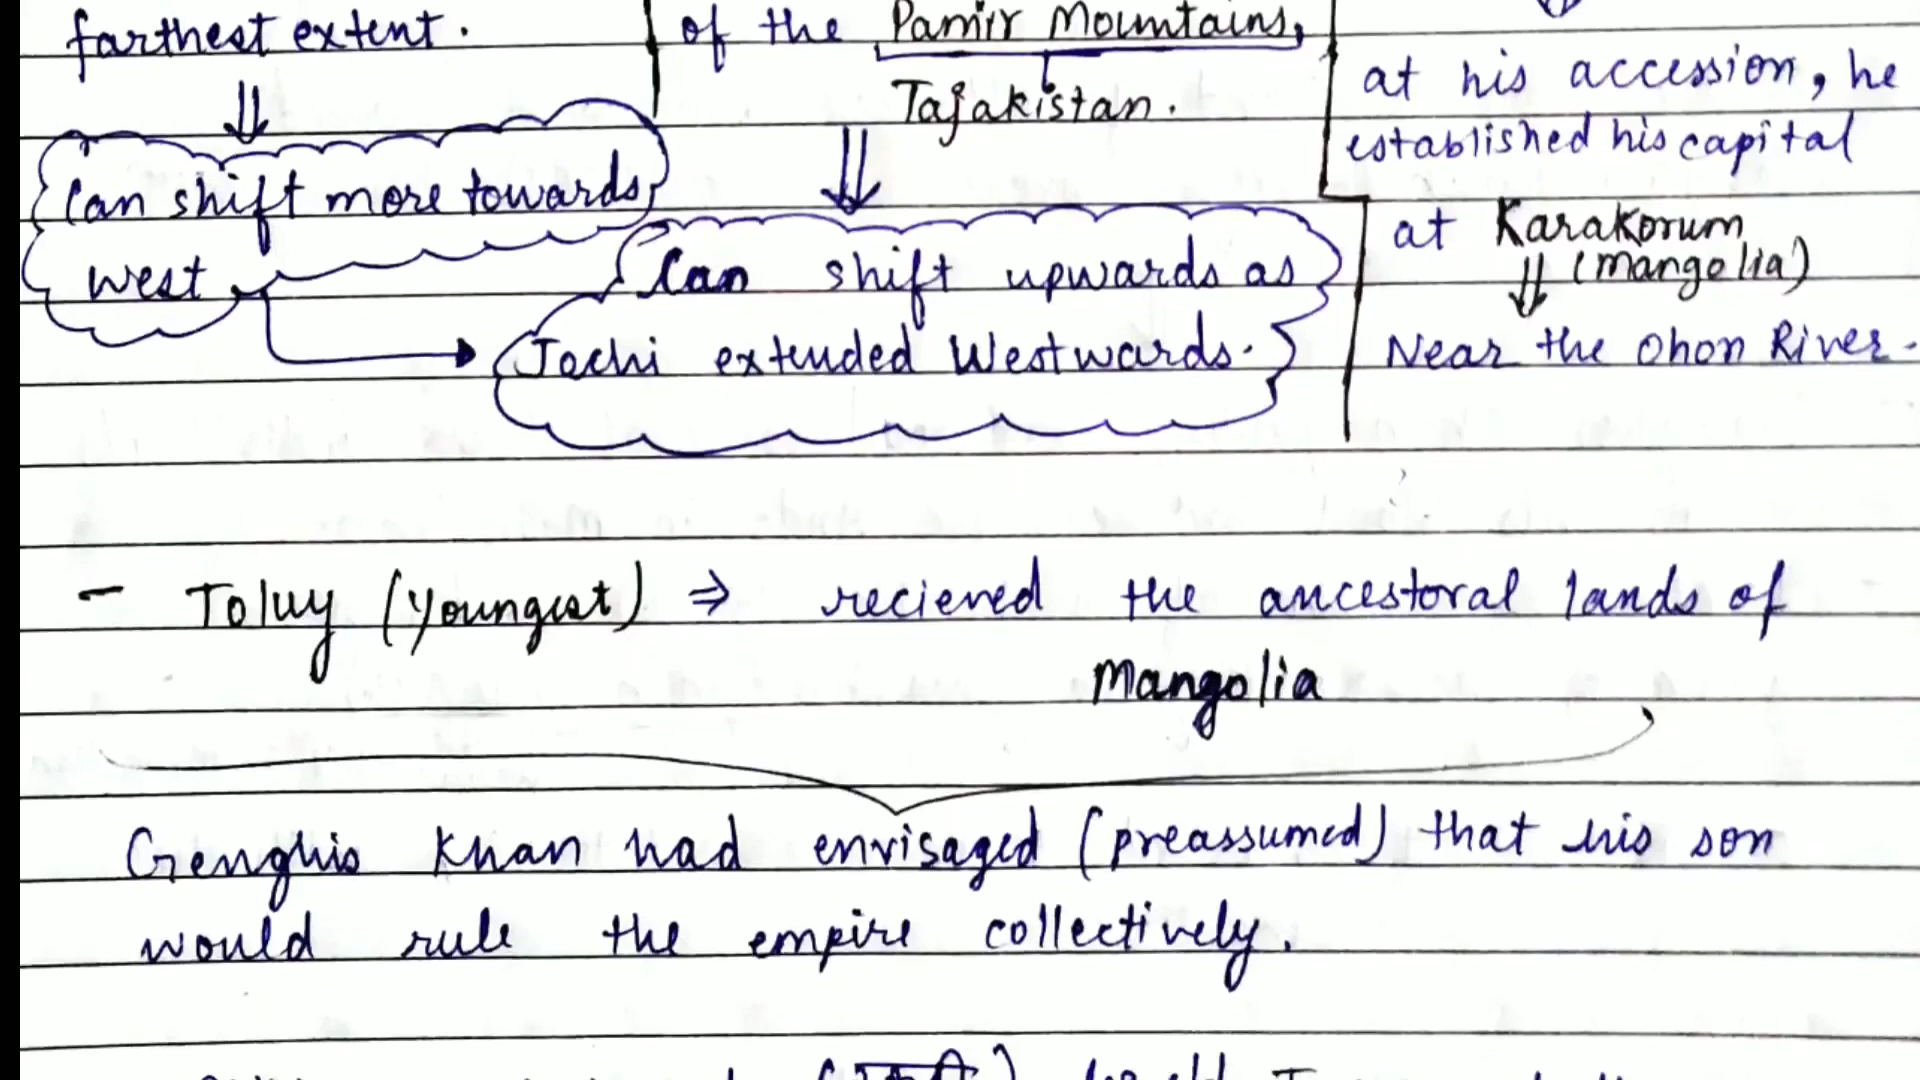 farthest extent.
Can shift more towards
west
of the Pamir Mountains,
Tajakistan.
Can shift upwards as
Jochi extended Westwards.
at his accession, he
established his capital
at Karakorum
(Mangolia)
Near the Ohon River.
- Toluy (youngest) ⇒ recieved the ancestoral lands of
Mangolia
Genghis Khan had envisaged (preassumed) that his son
would rule the empire collectively.